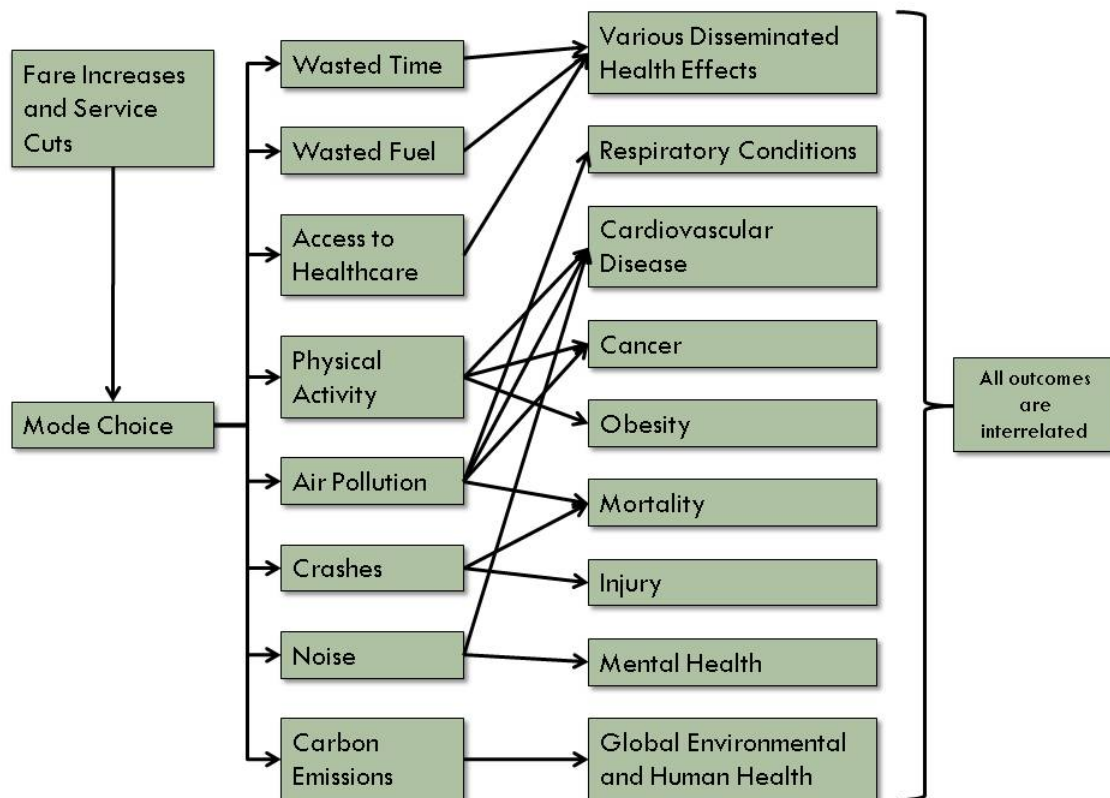 Fare Increases
and Service
Cuts
Mode Choice
Wasted Time
Wasted Fuel
Access to
Healthcare
Physical
Activity
Air Pollution
Crashes
Noise
Carbon
Emissions
Various Disseminated
Health Effects
Respiratory Conditions
Cardiovascular
Disease
Cancer
Obesity
Mortality
Injury
Mental Health
Global Environmental
and Human Health
All outcomes
are
interrelated